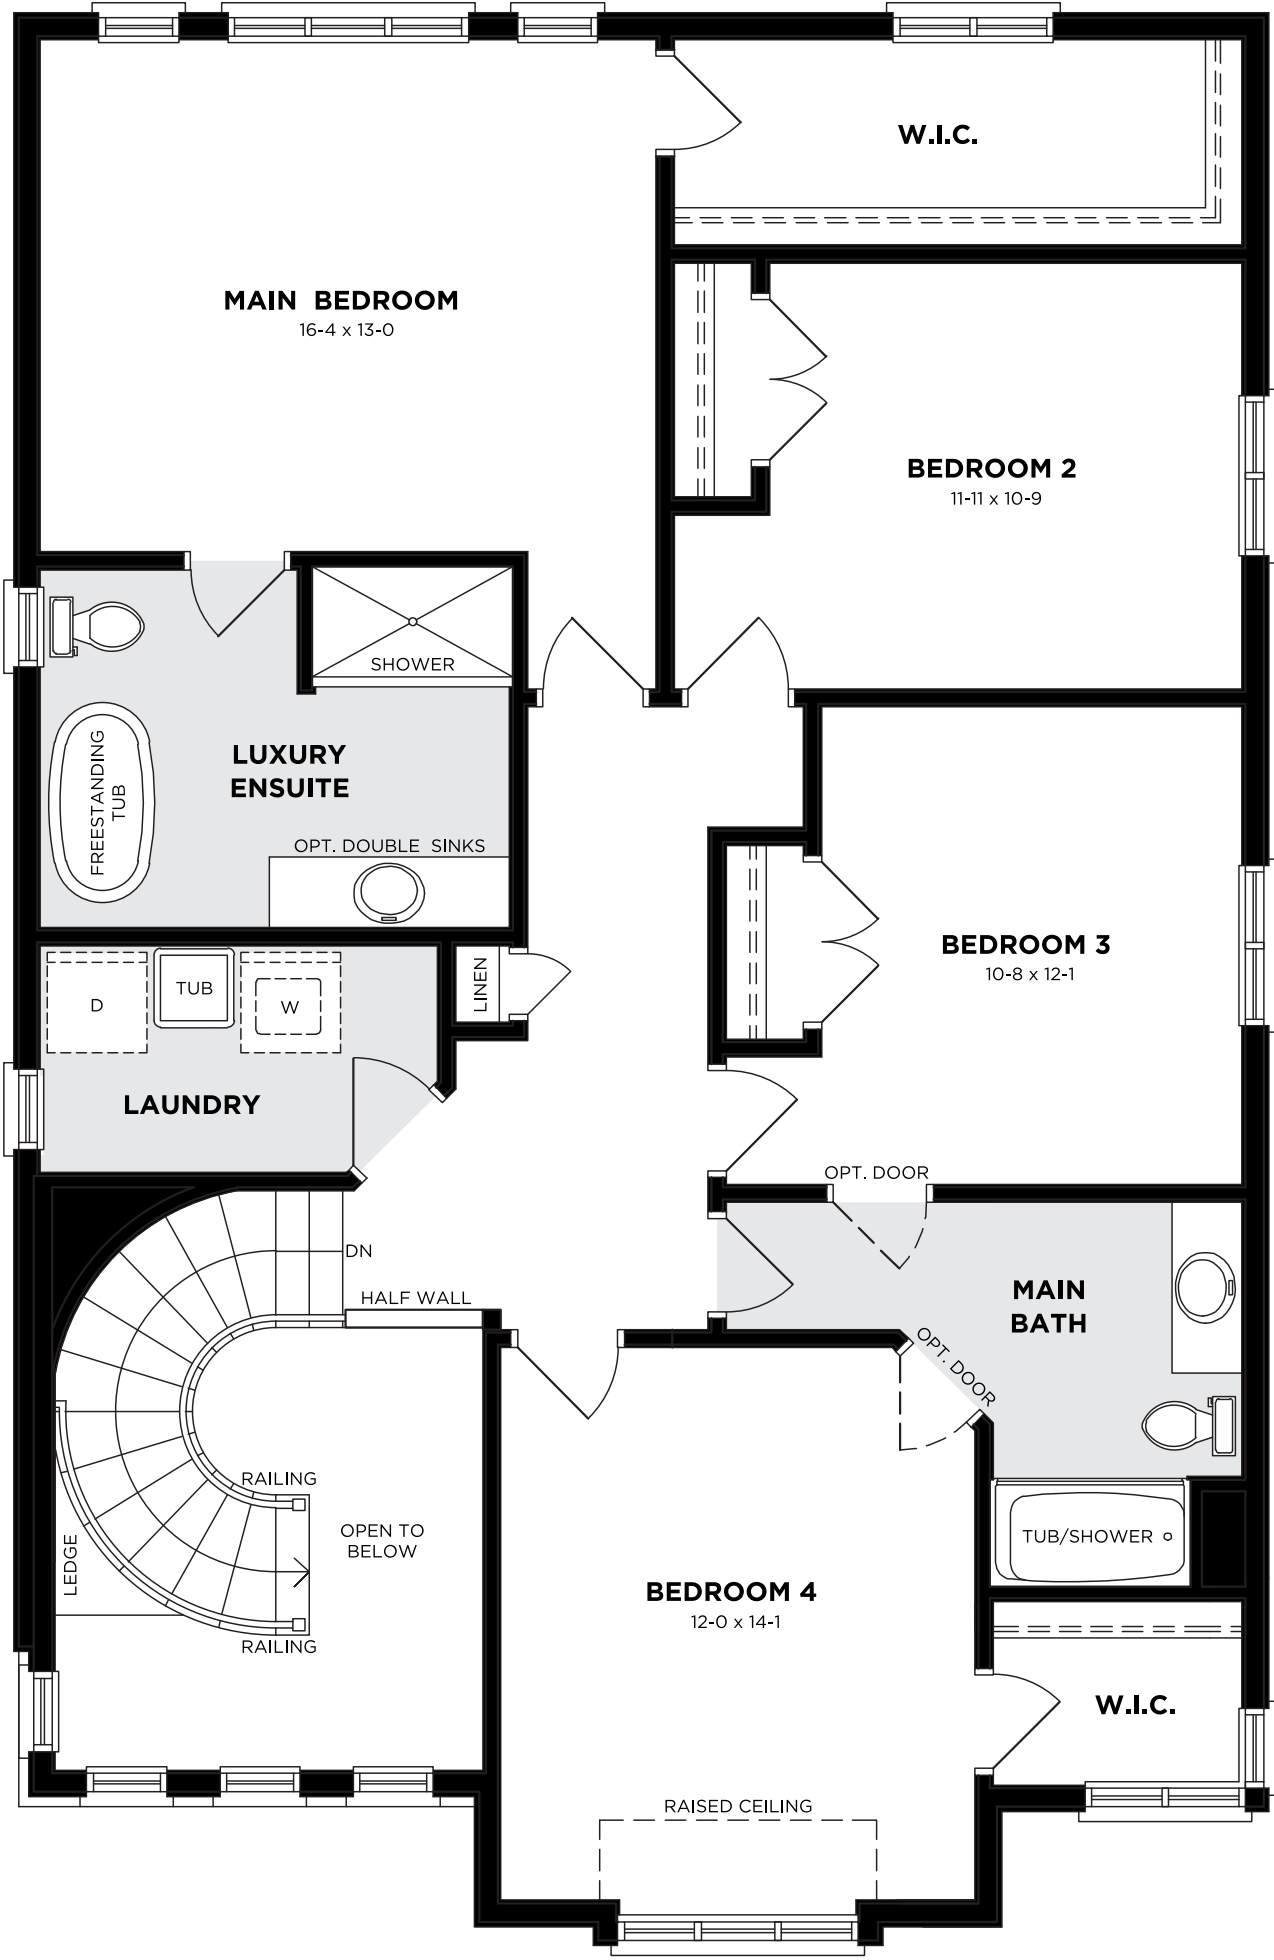 W.I.C.
MAIN BEDROOM
16-4 x 13-0
BEDROOM 2
11-11 x 10-9
SHOWER
LUXURY
ENSUITE
FREESTANDING
TUB
OPT. DOUBLE SINKS
BEDROOM 3
10-8 x 12-1
LINEN
D
TUB
W
LAUNDRY
OPT. DOOR
DN
HALF WALL
MAIN
BATH
OPT. DOOR
RAILING
OPEN TO
BELOW
LEDGE
TUB/SHOWER
BEDROOM 4
12-0 x 14-1
RAILING
W.I.C.
RAISED CEILING